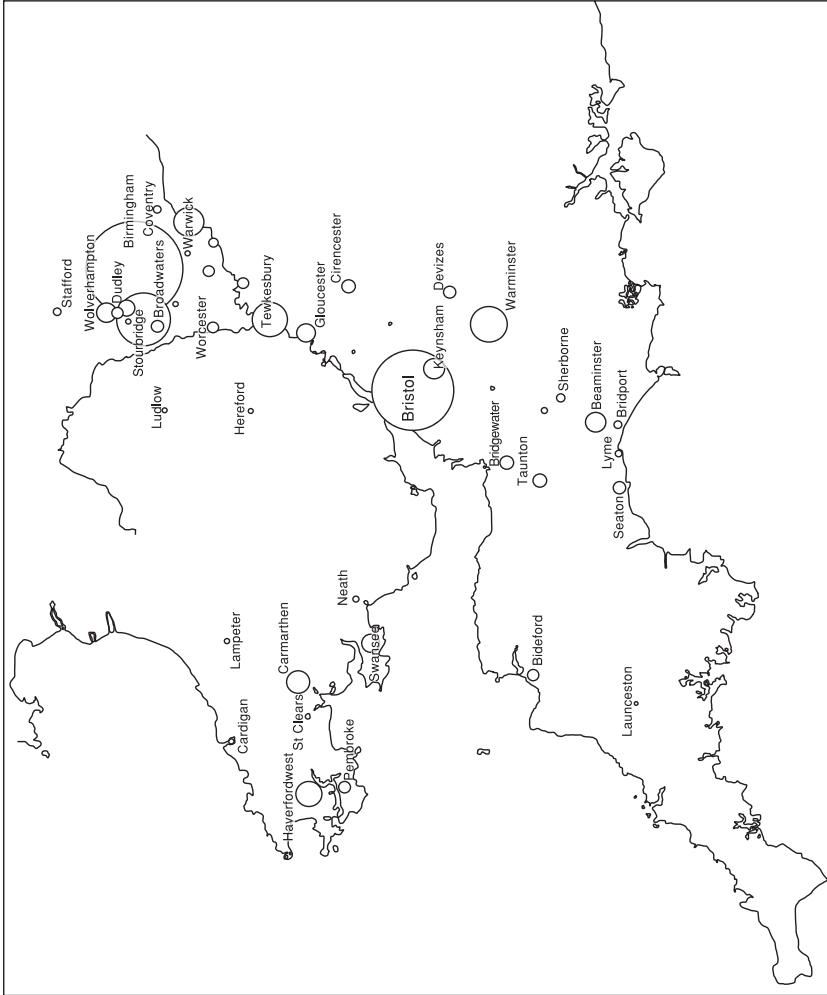 Stafford
Wolverhampton
Dudley
Birmingham
Coventry
Stourbridge
Broadwaters
Warwick
Ludlow
Worcester
Hereford
Tewkesbury
Gloucester
Cirencester
Bristol
Keynsham
Devizes
Warminster
Bridgewater
Taunton
Sherborne
Beaminster
Bridport
Lyme
Seaton
Neath
Swansee
Lampeter
Carmarthen
St Clears
Cardigan
Haverfordwest
Pembroke
Bideford
Launceston